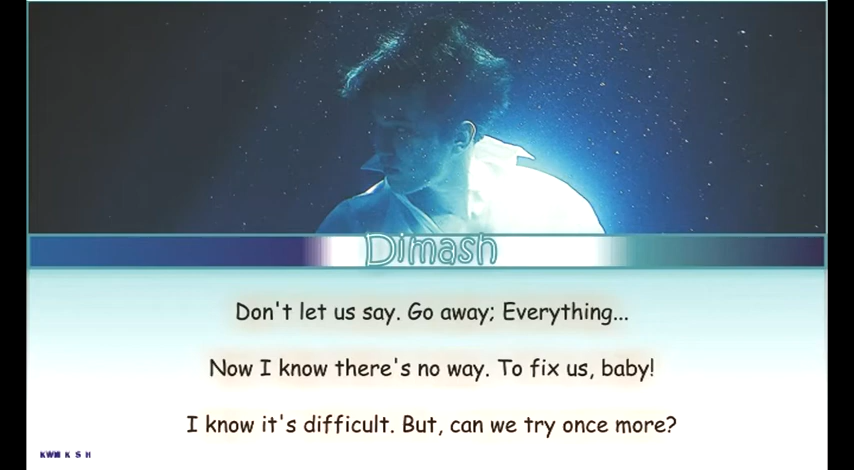 Dimash
Don't let us say. Go away; Everything...
Now I know there's no way. To fix us, baby!
I know it's difficult. But, can we try once more?